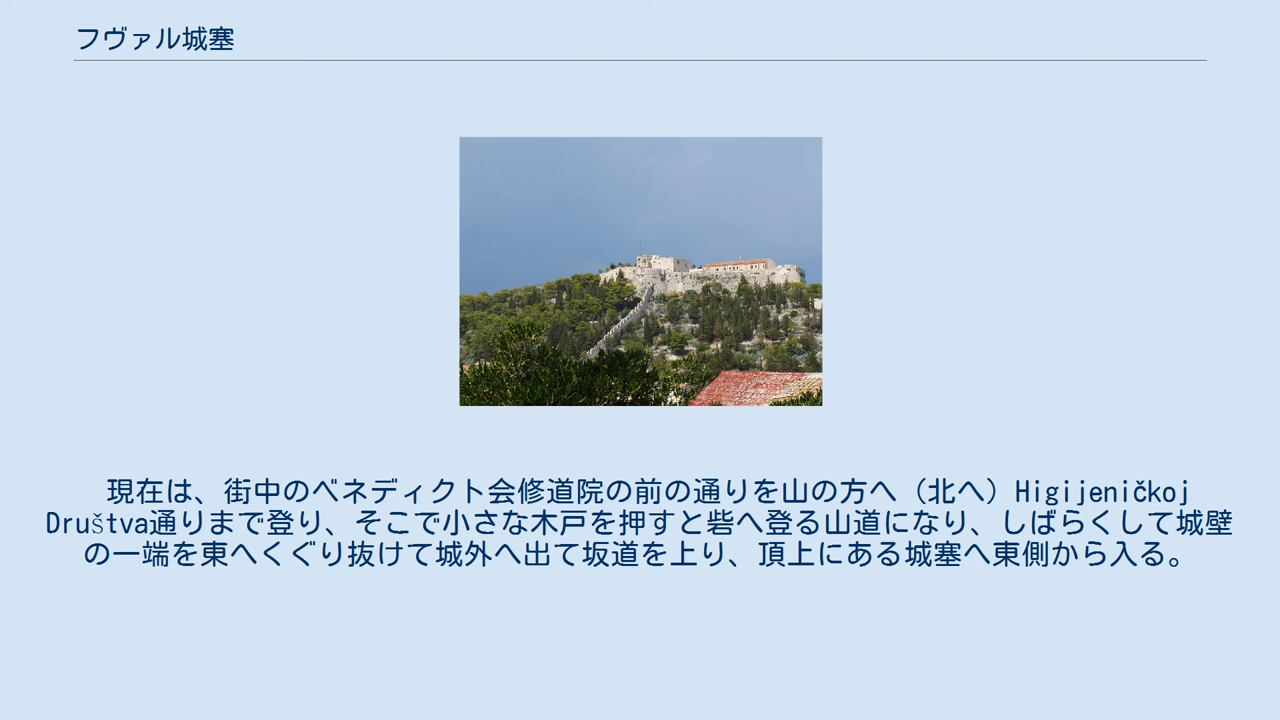 フヴァル城塞
現在は、街中のベネディクト会修道院の前の通りを山の方へ（北へ）Higijeničkoj
Društva通りまで登り、そこで小さな木戸を押すと砦へ登る山道になり、しばらくして城壁
の一端を東へくぐり抜けて城外へ出て坂道を上り、頂上にある城塞へ東側から入る。